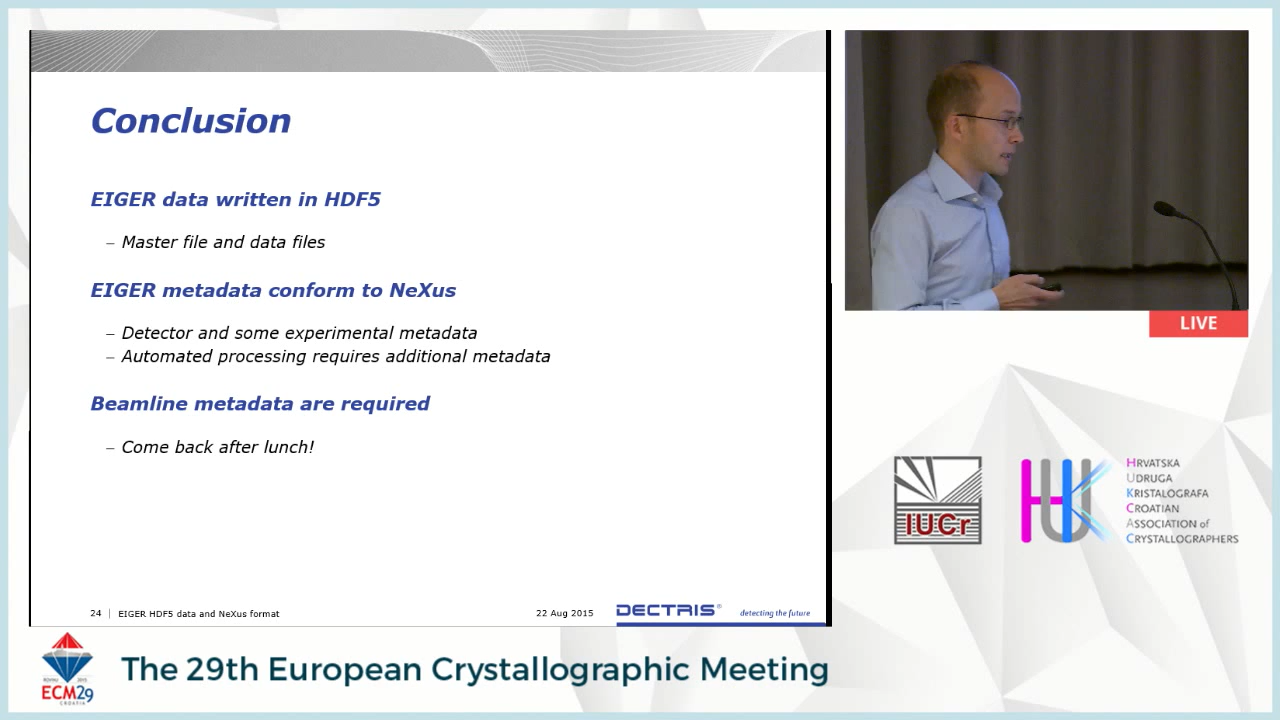 Conclusion
EIGER data written in HDF5
– Master file and data files
EIGER metadata conform to NeXus
– Detector and some experimental metadata
– Automated processing requires additional metadata
Beamline metadata are required
– Come back after lunch!
24 | EIGER HDF5 data and NeXus format
22 Aug 2015
DECTRIS®
detecting the future
LIVE
IUCr
HUK
HRVATSKA
UDRUGA
KRISTALOGRAFA
CROATIAN
ASSOCIATION of
CRYSTALLOGRAPHERS
ECM29
CROATIA
The 29th European Crystallographic Meeting